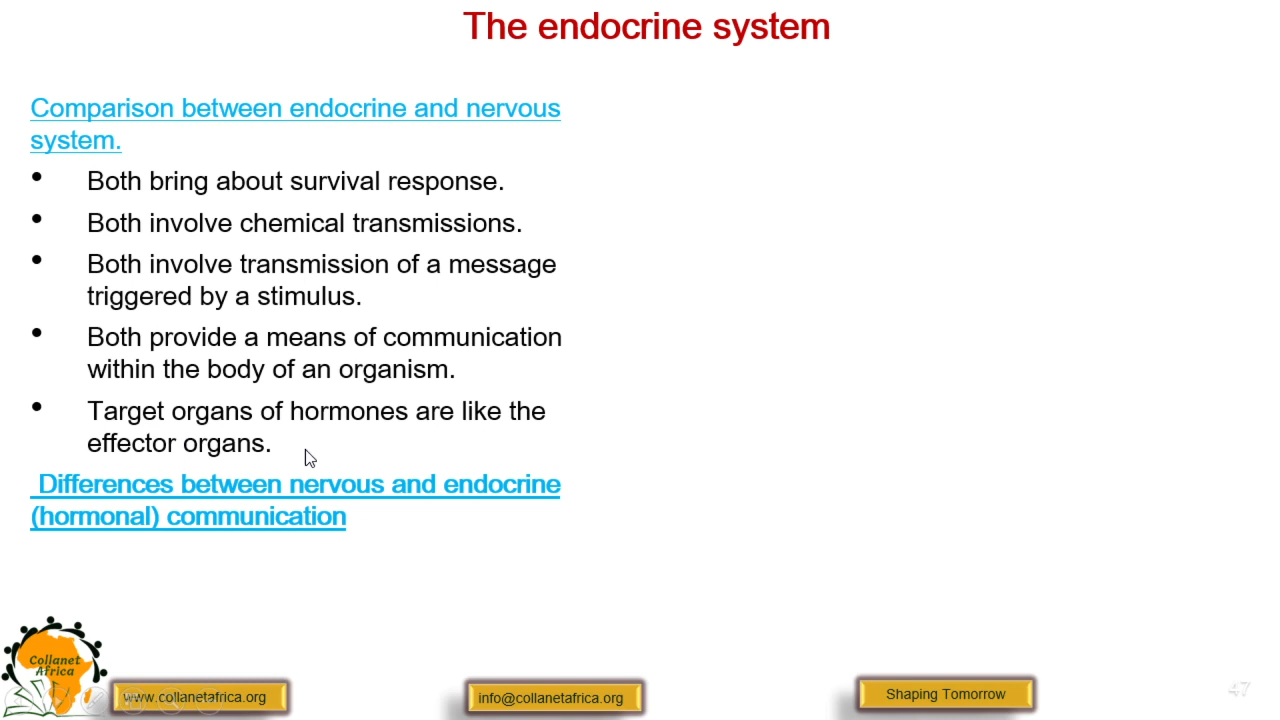 The endocrine system
Comparison between endocrine and nervous
system.
• Both bring about survival response.
• Both involve chemical transmissions.
• Both involve transmission of a message
triggered by a stimulus.
• Both provide a means of communication
within the body of an organism.
• Target organs of hormones are like the
effector organs.
Differences between nervous and endocrine
(hormonal) communication
Collanet
Africa
www.collanetafrica.org
info@collanetafrica.org
Shaping Tomorrow
47